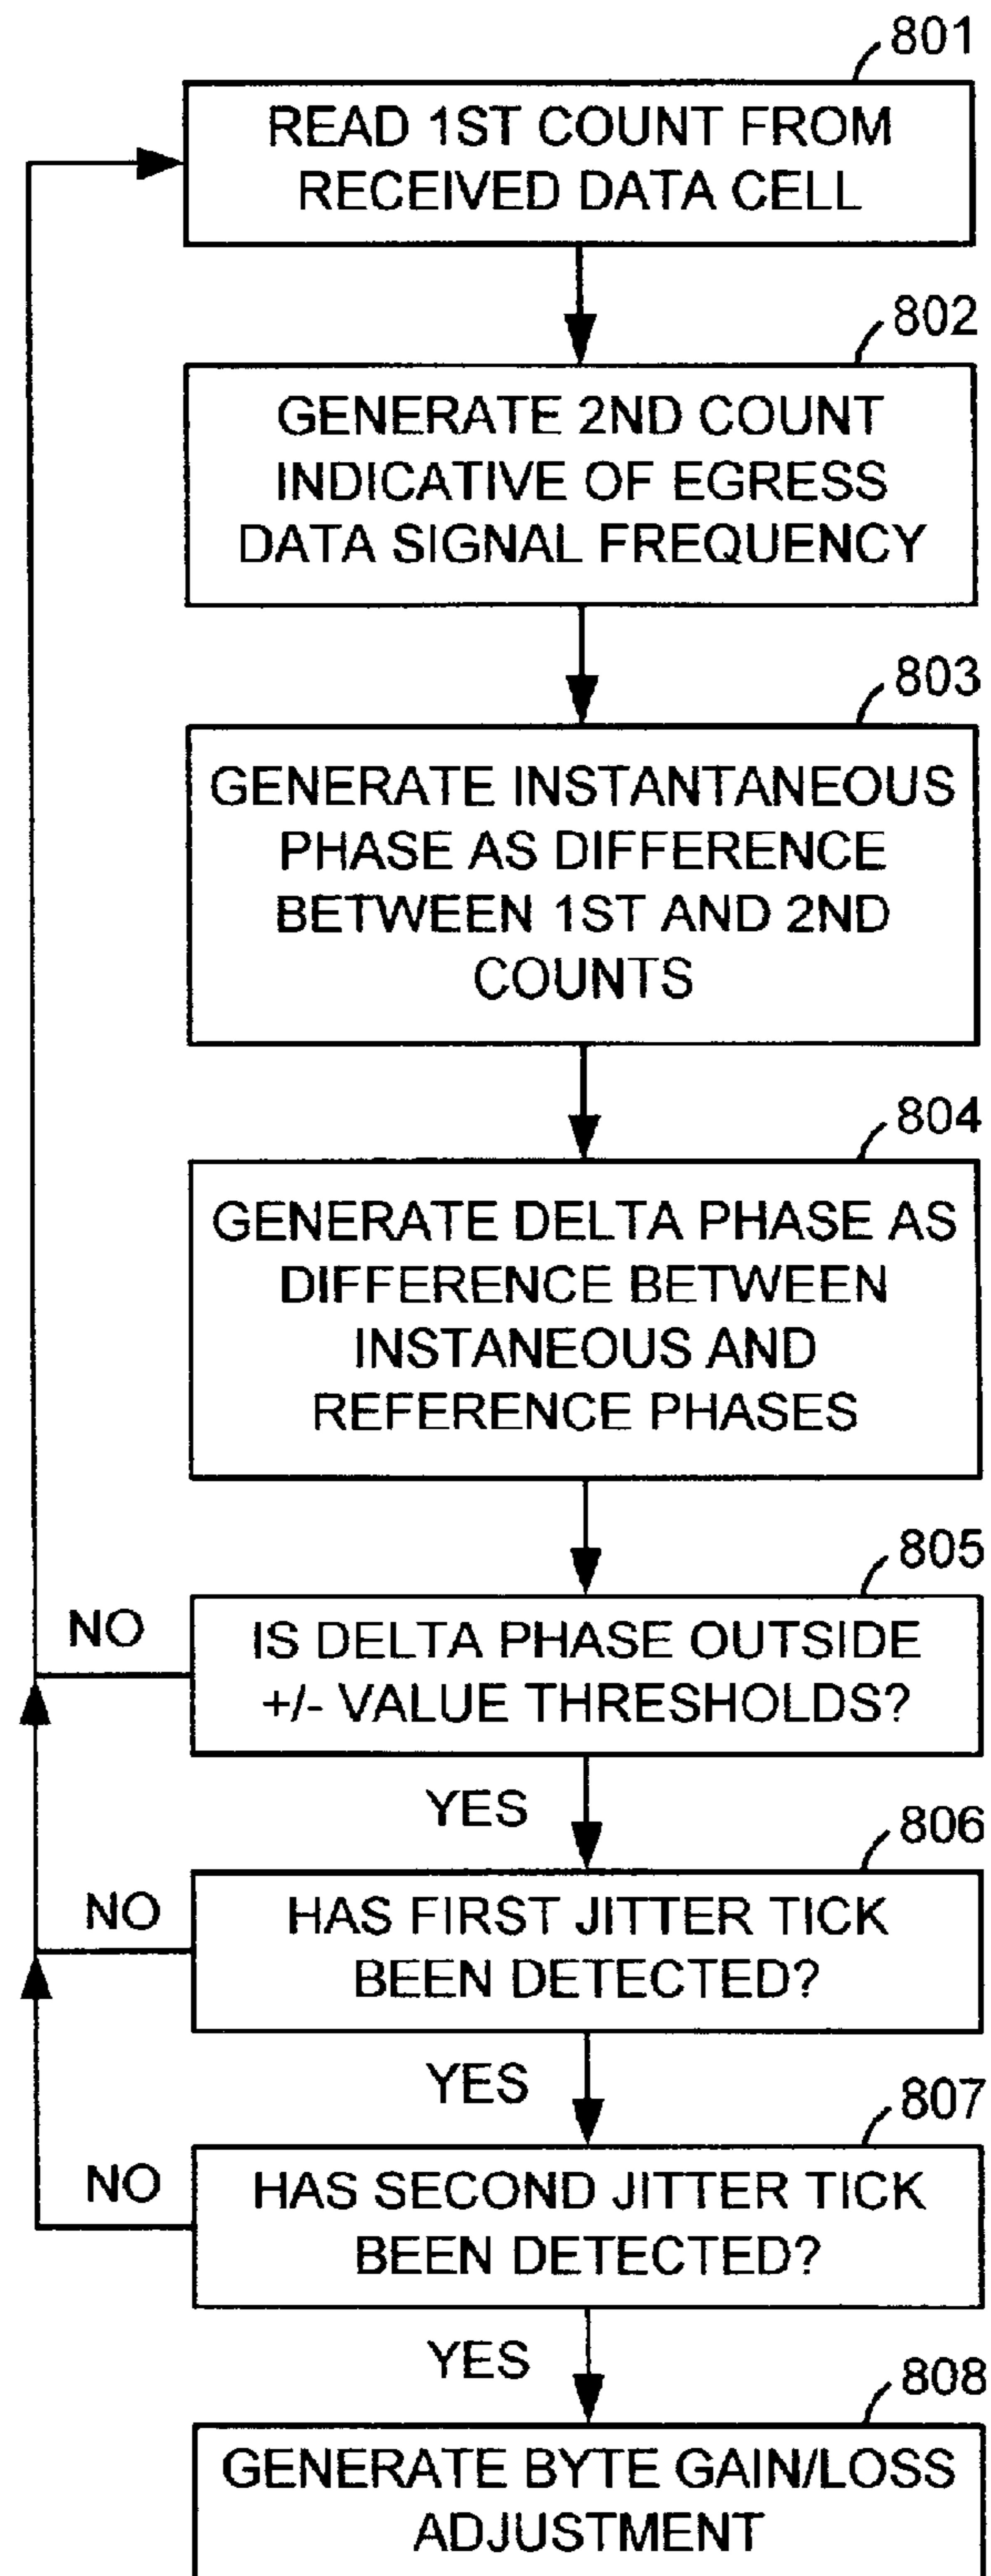 801
READ 1ST COUNT FROM
RECEIVED DATA CELL
802
GENERATE 2ND COUNT
INDICATIVE OF EGRESS
DATA SIGNAL FREQUENCY
803
GENERATE INSTANTANEOUS
PHASE AS DIFFERENCE
BETWEEN 1ST AND 2ND
COUNTS
804
GENERATE DELTA PHASE AS
DIFFERENCE BETWEEN
INSTANEOUS AND
REFERENCE PHASES
805
NO
IS DELTA PHASE OUTSIDE
+/- VALUE THRESHOLDS?
YES
806
NO
HAS FIRST JITTER TICK
BEEN DETECTED?
YES
807
NO
HAS SECOND JITTER TICK
BEEN DETECTED?
YES
808
GENERATE BYTE GAIN/LOSS
ADJUSTMENT